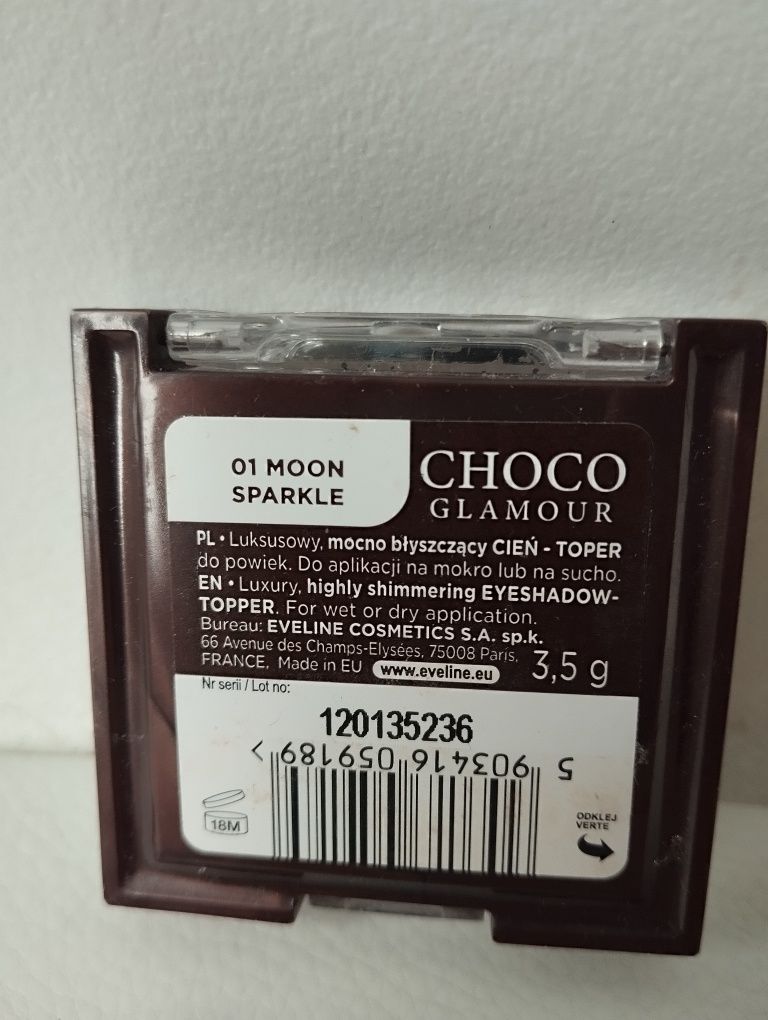 01 MOON
SPARKLE
CHOCO
GLAMOUR
PL • Luksusowy, mocno błyszczący CIEŃ - TOPER
do powiek. Do aplikacji na mokro lub na sucho.
EN • Luxury, highly shimmering EYESHADOW-
TOPPER. For wet or dry application.
Bureau: EVELINE COSMETICS S.A. sp.k.
66 Avenue des Champs-Elysées, 75008 Paris,
FRANCE. Made in EU www.eveline.eu
3,5 g
Nr serii / Lot no:
120135236
5 903416 059189 >
18M
ODKLEJ
VERTE